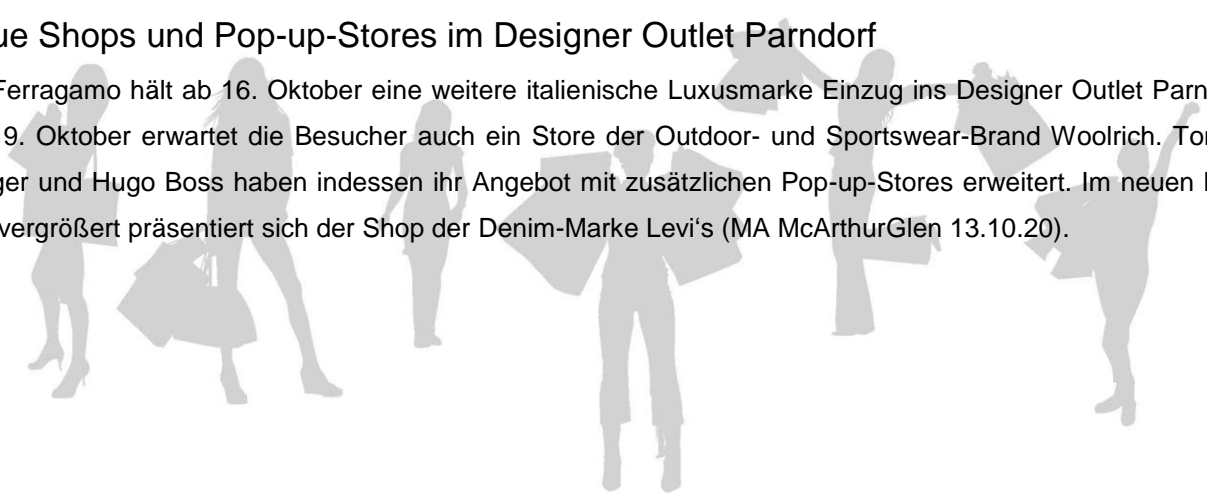 ue Shops und Pop-up-Stores im Designer Outlet Parndorf
Ferragamo hält ab 16. Oktober eine weitere italienische Luxusmarke Einzug ins Designer Outlet Parn
9. Oktober erwartet die Besucher auch ein Store der Outdoor- und Sportswear-Brand Woolrich. To
ger und Hugo Boss haben indessen ihr Angebot mit zusätzlichen Pop-up-Stores erweitert. Im neuen
vergrößert präsentiert sich der Shop der Denim-Marke Levi‘s (MA McArthurGlen 13.10.20).